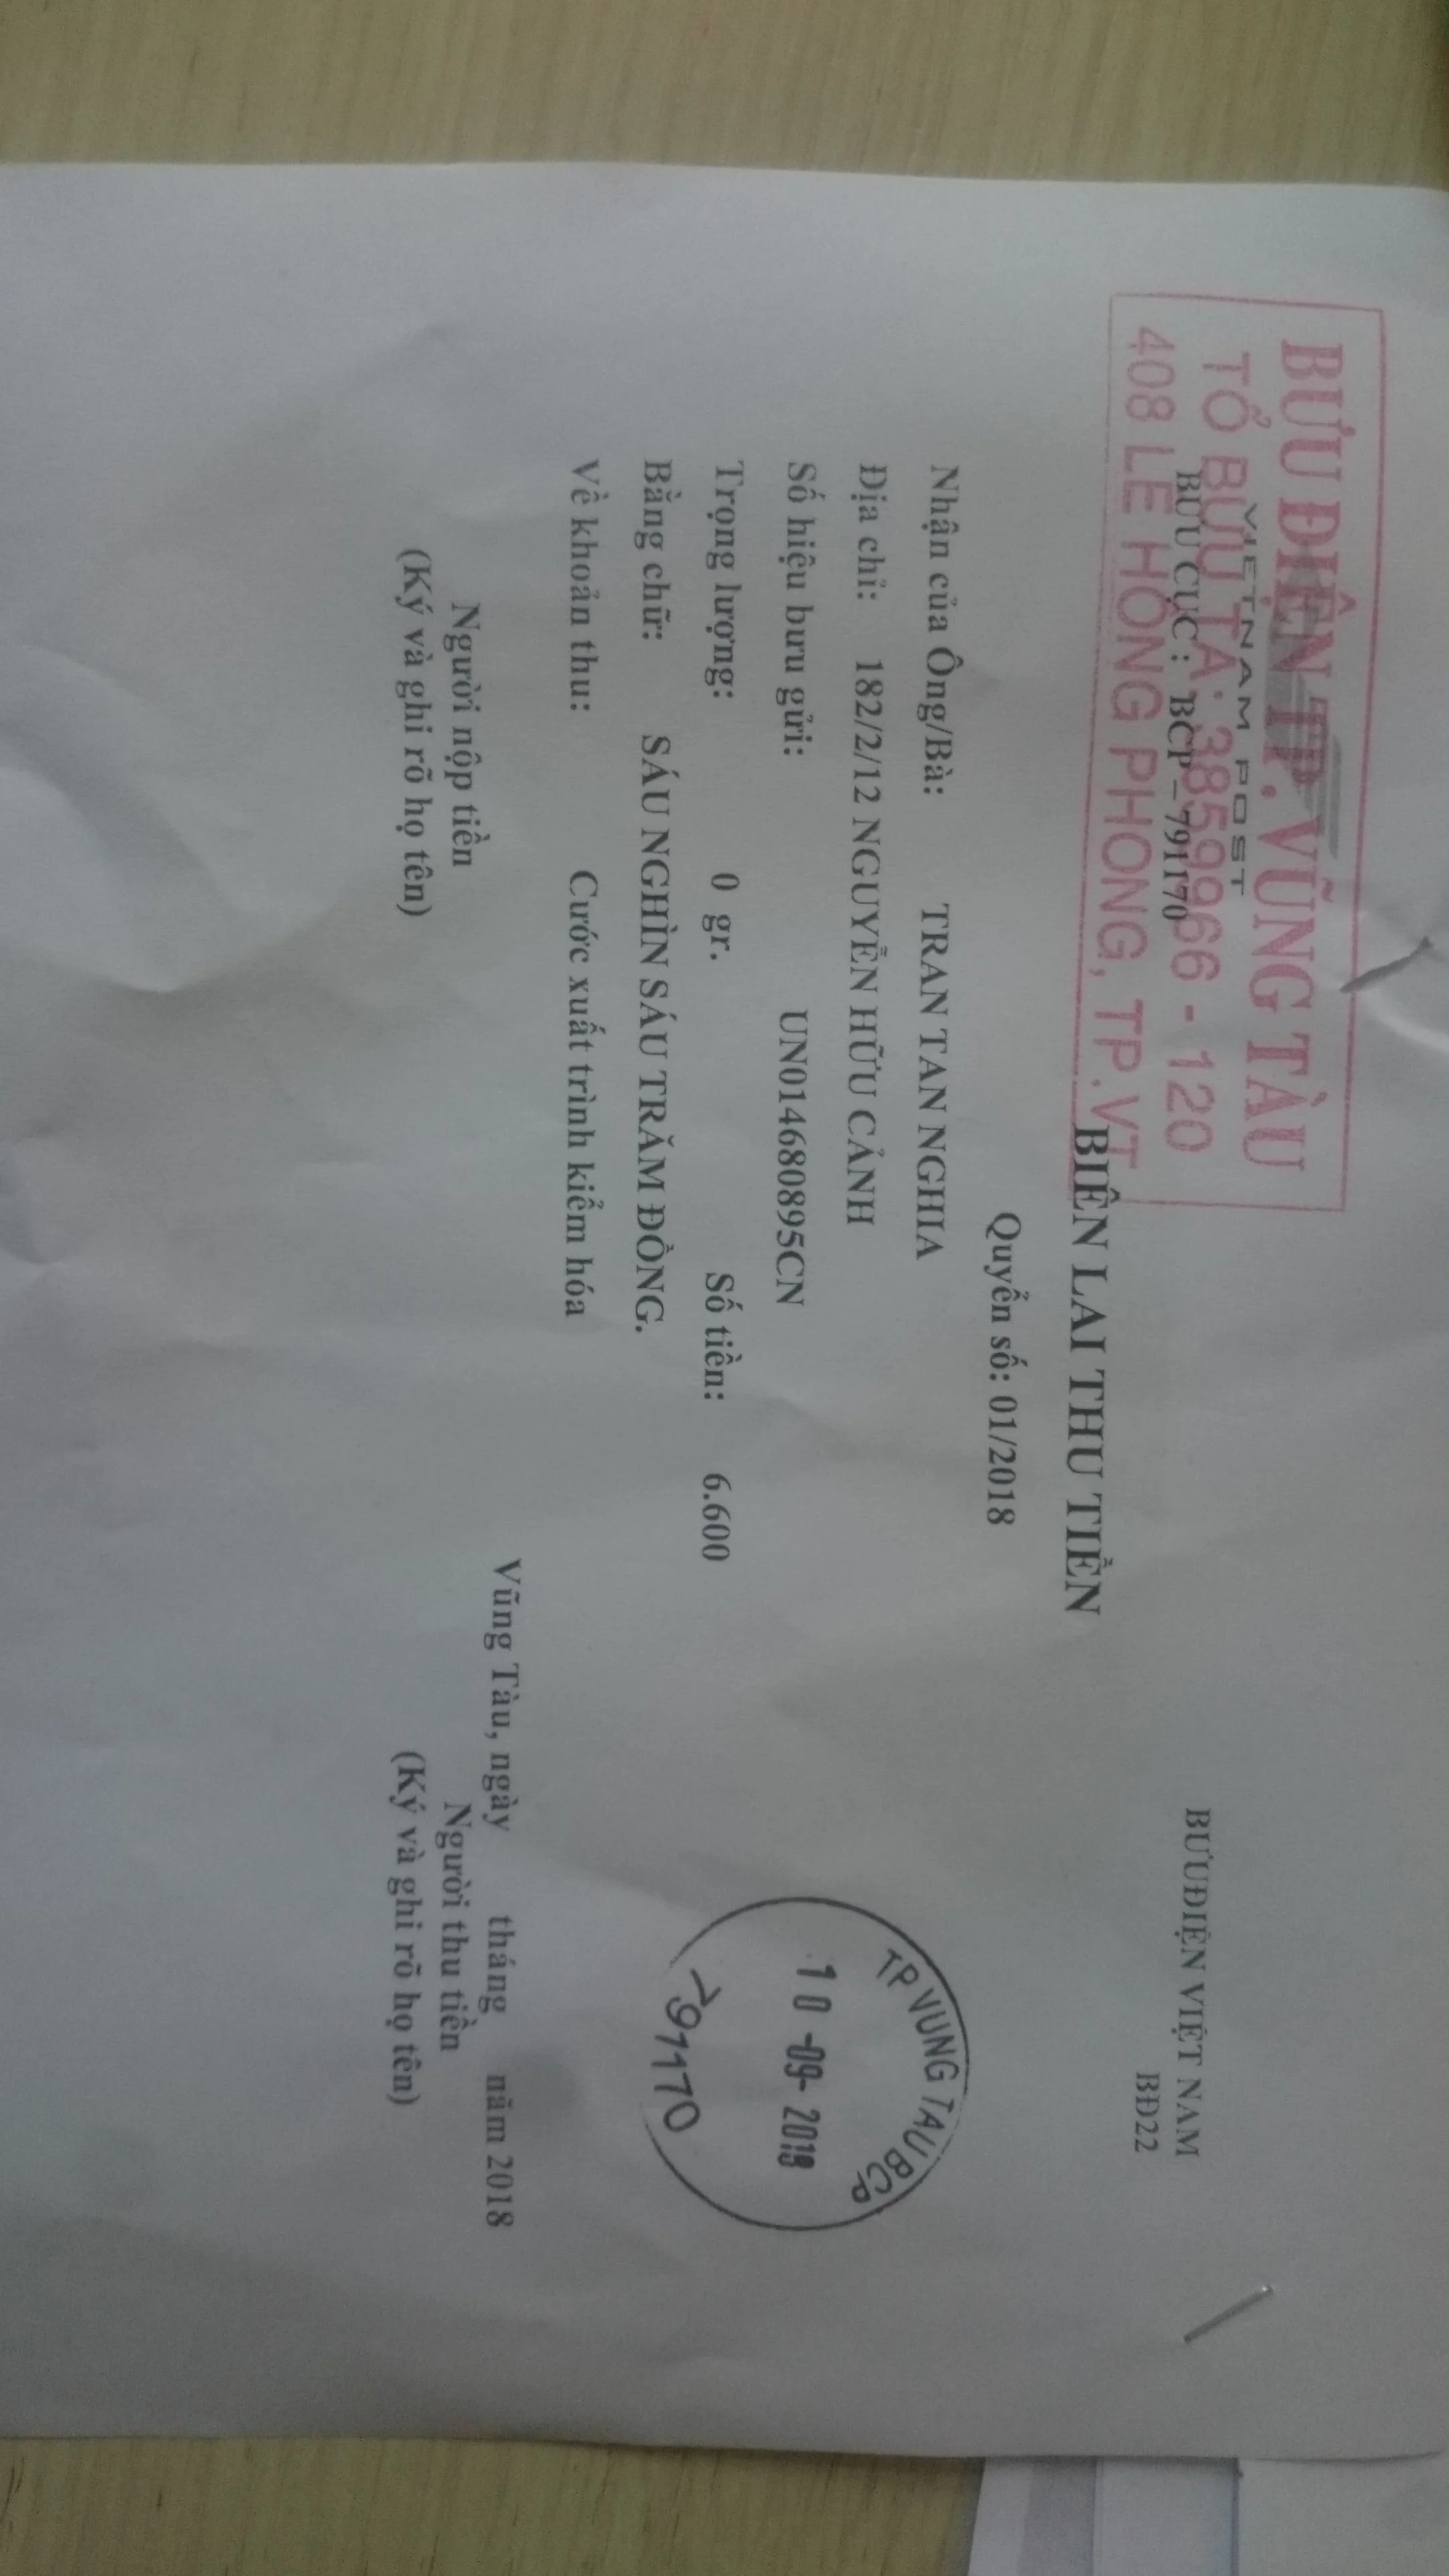 BƯU ĐIỆN TP. VŨNG TÀU
VIETNAM POST
TỔ BƯU TÁ: 3859966 - 120
BƯU CỤC: BCP - 791170
408 LÊ HỒNG PHONG, TP.VT
BƯUĐIỆN VIỆT NAM
BĐ22
BIÊN LAI THU TIỀN
Quyển số: 01/2018
Nhận của Ông/Bà: TRAN TAN NGHIA
Địa chỉ: 182/2/12 NGUYỄN HỮU CẢNH
Số hiệu bưu gửi: UN014680895CN
Trọng lượng: 0 gr. Số tiền: 6.600
Bằng chữ: SÁU NGHÌN SÁU TRĂM ĐỒNG.
Về khoản thu: Cước xuất trình kiểm hóa
TP VUNG TAU BCP
10 -09- 2018
791170
Vũng Tàu, ngày tháng năm 2018
Người nộp tiền Người thu tiền
(Ký và ghi rõ họ tên) (Ký và ghi rõ họ tên)